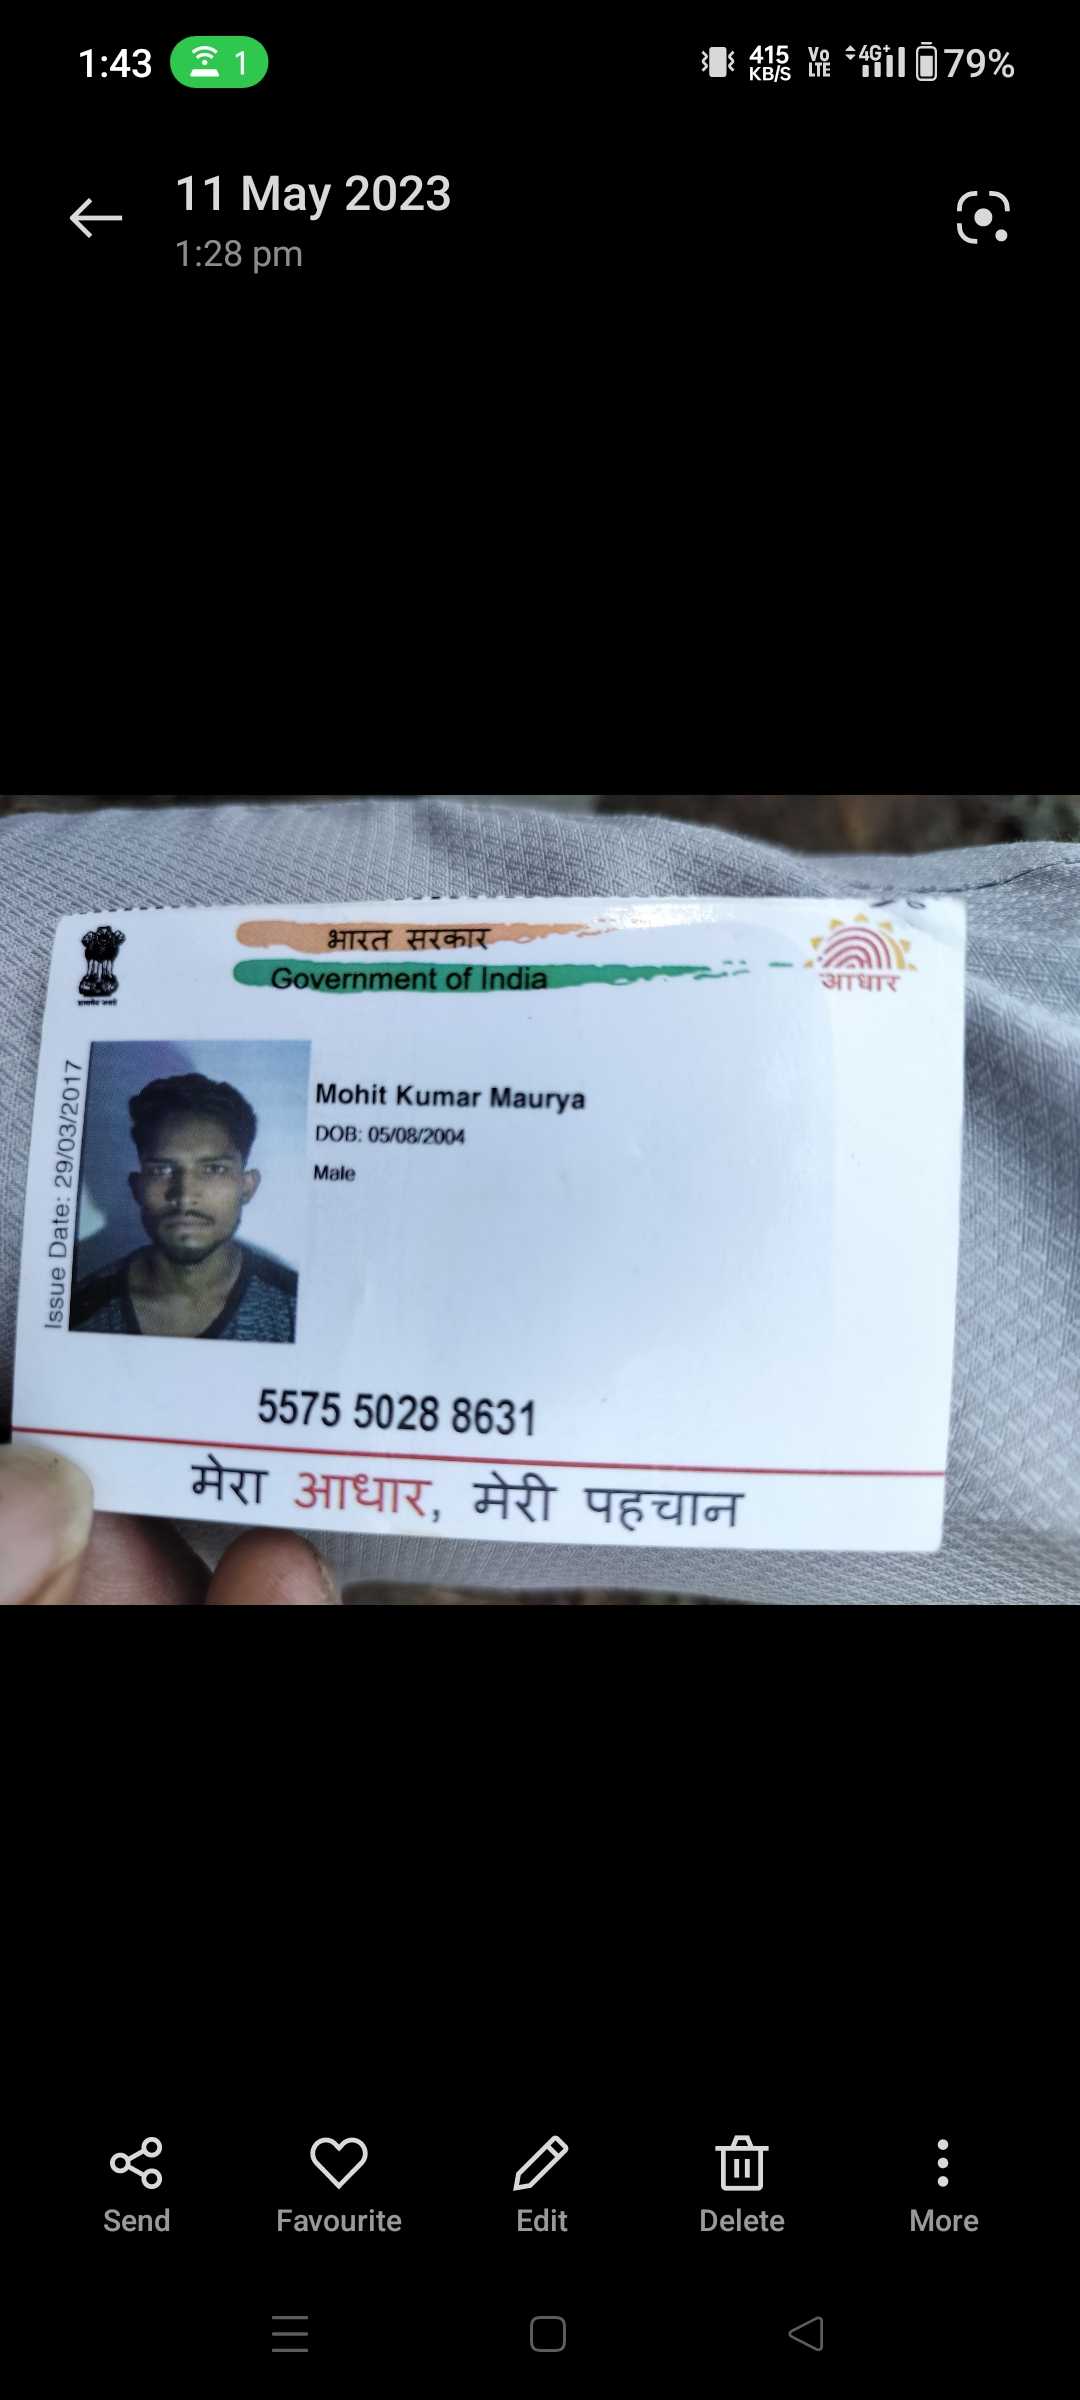 1:43
1
415 KB/S
Vo LTE
4G+
79%
11 May 2023
1:28 pm
भारत सरकार
Government of India
आधार
Issue Date: 29/03/2017
Mohit Kumar Maurya
DOB: 05/08/2004
Male
5575 5028 8631
मेरा आधार, मेरी पहचान
Send
Favourite
Edit
Delete
More